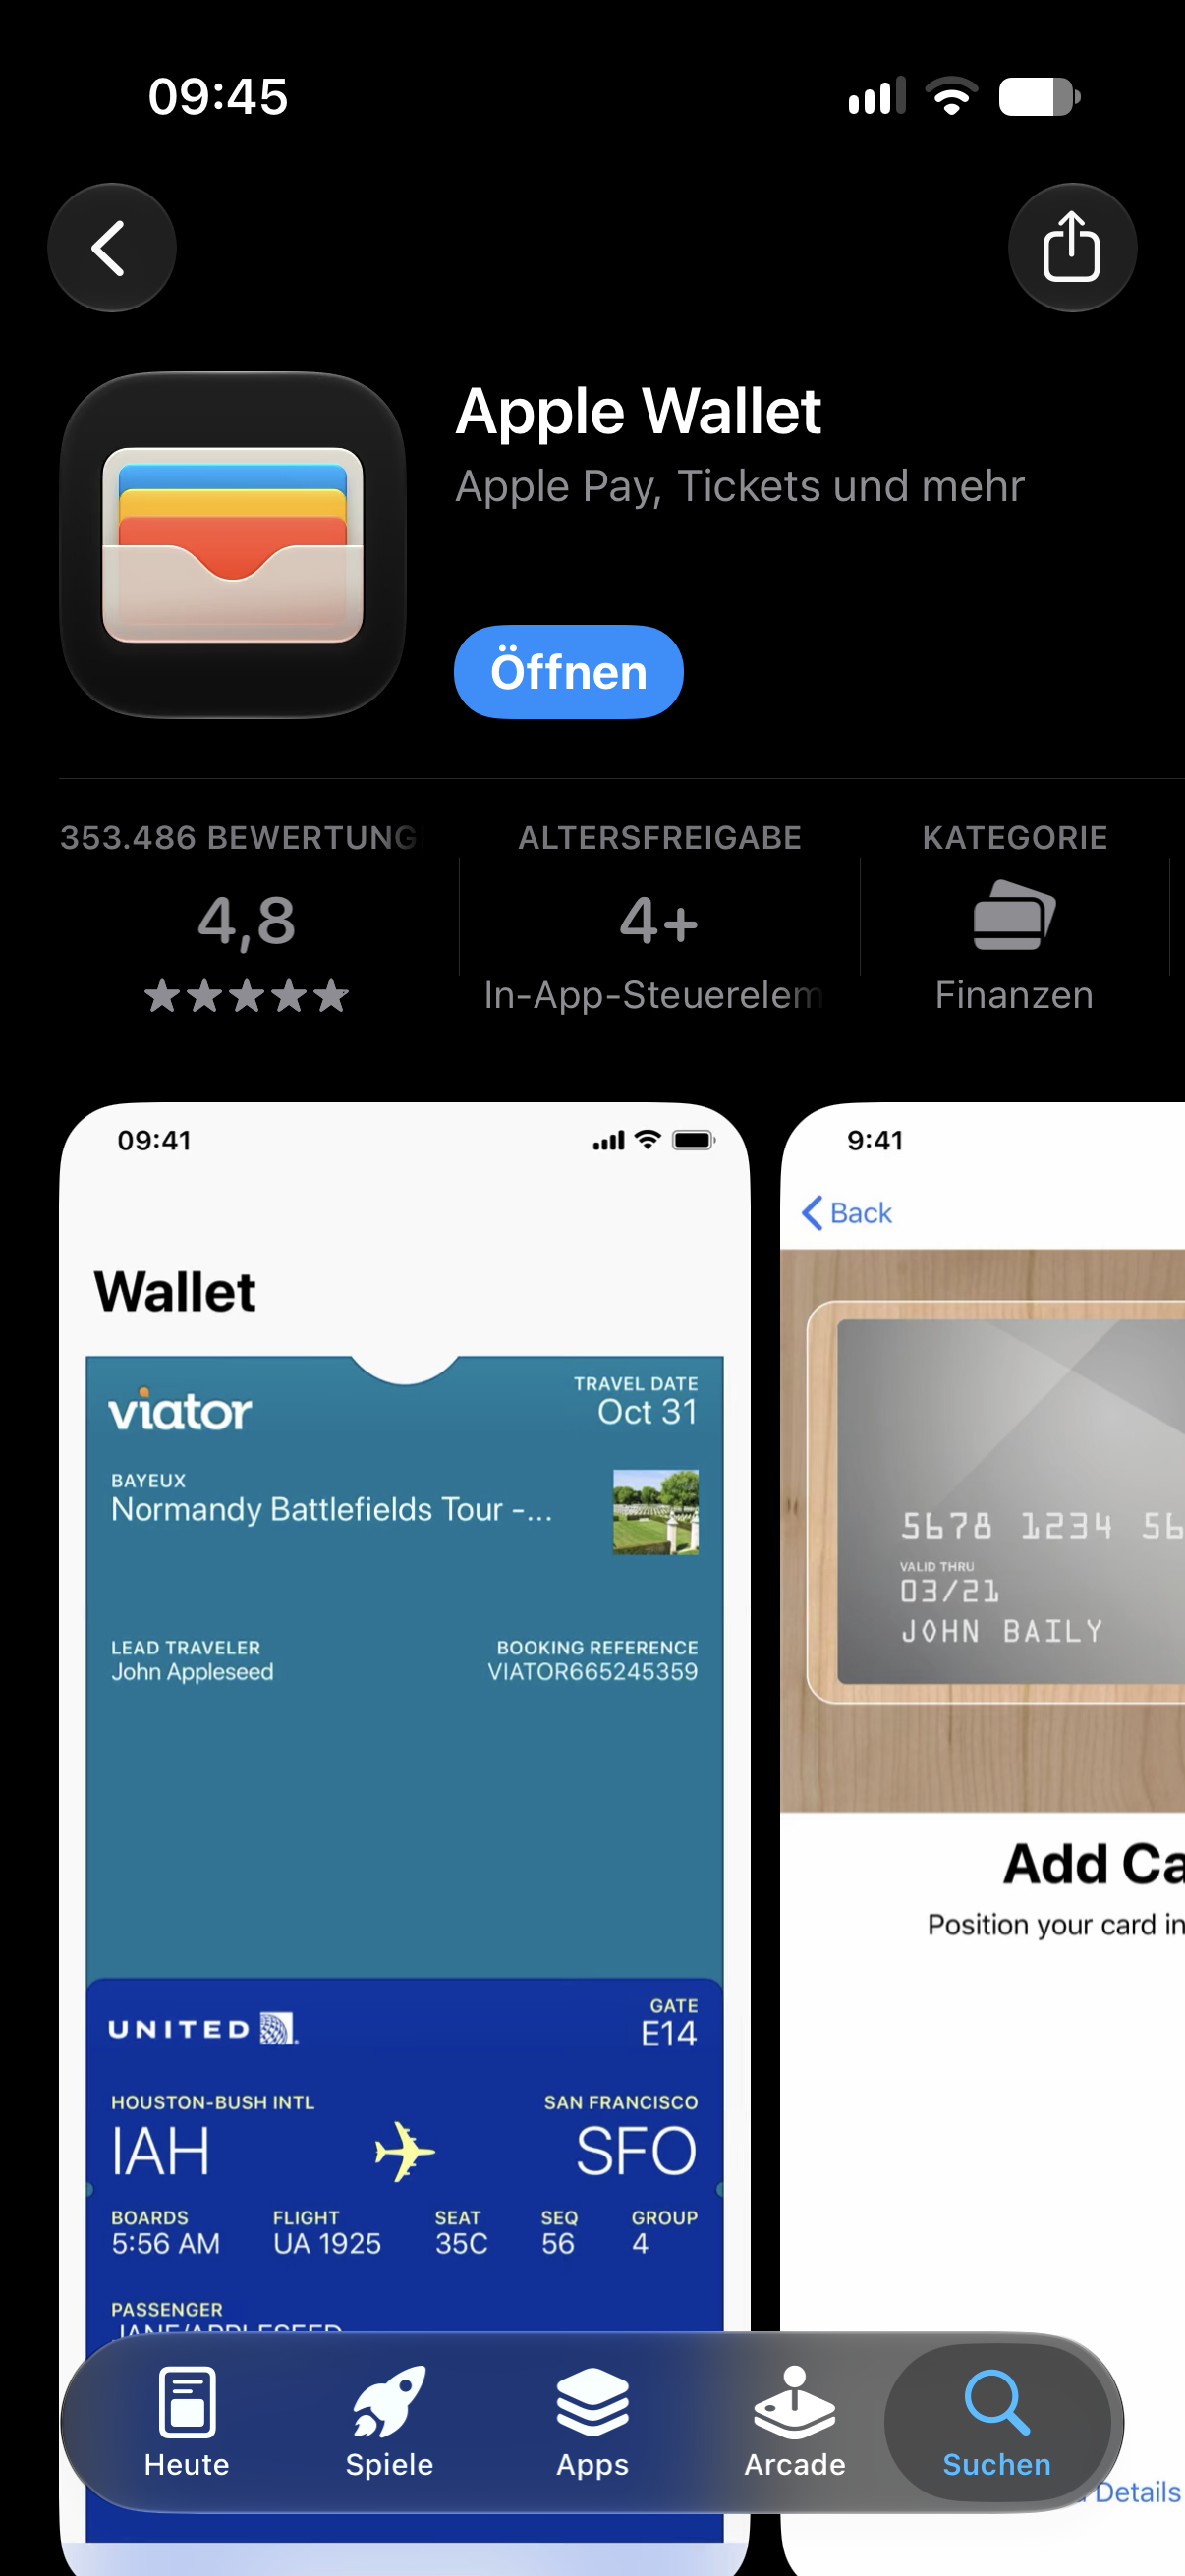 09:45
Apple Wallet
Apple Pay, Tickets und mehr
Öffnen
353.486 BEWERTUNG
4,8
ALTERSFREIGABE
4+
In-App-Steuerelem
KATEGORIE
Finanzen
09:41
Wallet
viator
TRAVEL DATE
Oct 31
BAYEUX
Normandy Battlefields Tour -...
LEAD TRAVELER
John Appleseed
BOOKING REFERENCE
VIATOR665245359
UNITED
GATE
E14
HOUSTON-BUSH INTL
SAN FRANCISCO
IAH
SFO
BOARDS
5:56 AM
FLIGHT
UA 1925
SEAT
35C
SEQ
56
GROUP
4
PASSENGER
JANE/APPLESEED
9:41
Back
5678 1234 56
VALID THRU
03/21
JOHN BAILY
Add Ca
Position your card in
Details
Heute
Spiele
Apps
Arcade
Suchen